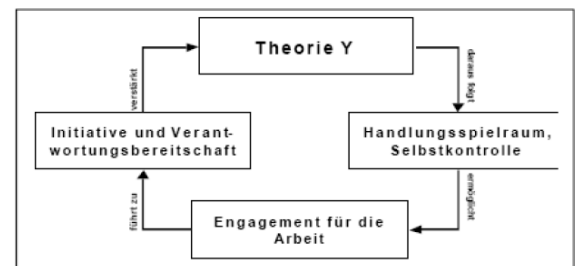 Theorie Y
daraus folgt
Handlungsspielraum,
Selbstkontrolle
ermöglicht
Engagement für die
Arbeit
führt zu
Initiative und Verant-
wortungsbereitschaft
verstärkt